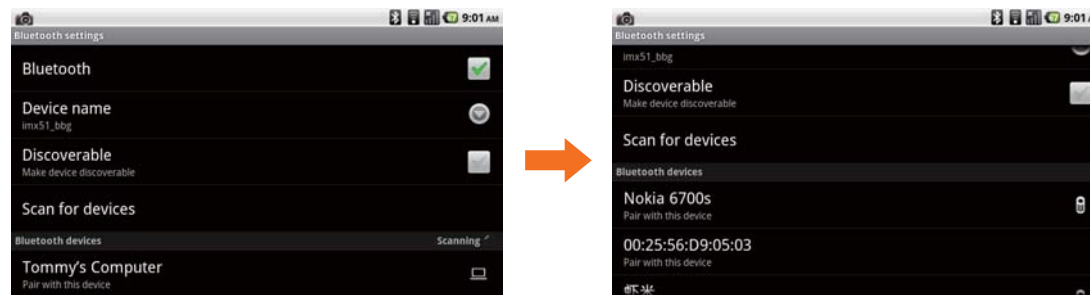 9:01 AM
Bluetooth settings
Bluetooth
Device name
imx51_bbg
Discoverable
Make device discoverable
Scan for devices
Bluetooth devices Scanning
Tommy's Computer
Pair with this device
9:01
Bluetooth settings
imx51_bbg
Discoverable
Make device discoverable
Scan for devices
Bluetooth devices
Nokia 6700s
Pair with this device
00:25:56:D9:05:03
Pair with this device
虾米